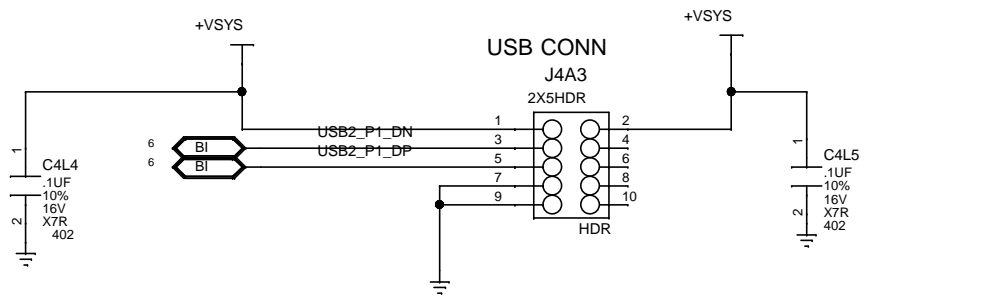 +VSYS
+VSYS
USB CONN
J4A3
2X5HDR
1
2
USB2_P1_DN
6
BI
3
4
USB2_P1_DP
6
BI
5
6
7
8
9
10
HDR
1
C4L4
.1UF
10%
16V
X7R
402
2
1
C4L5
.1UF
10%
16V
X7R
402
2